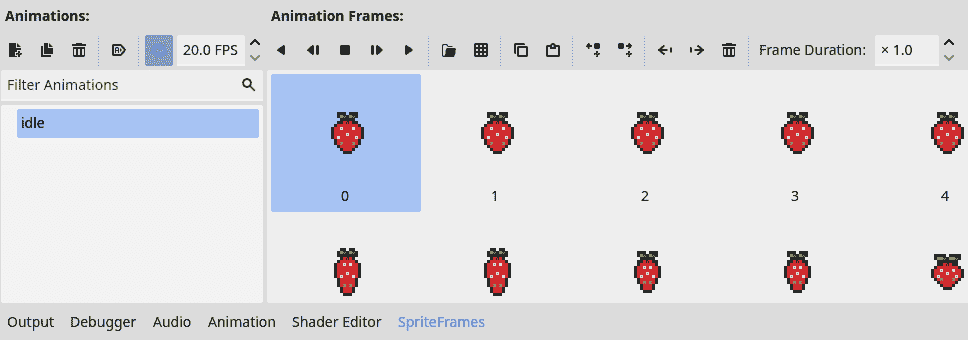 Animations: Animation Frames:
20.0 FPS Frame Duration: × 1.0
Filter Animations
idle
0 1 2 3 4
Output Debugger Audio Animation Shader Editor SpriteFrames